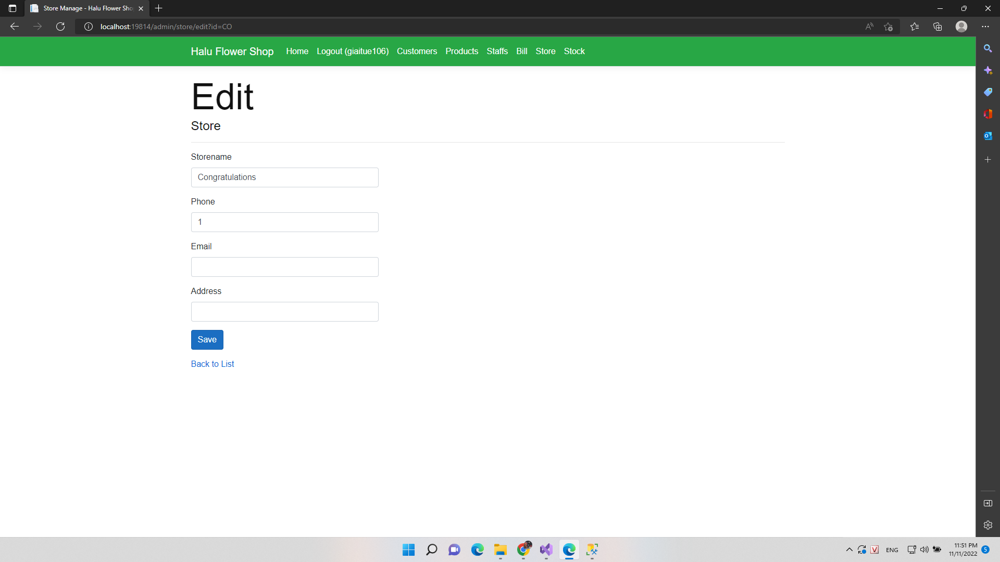 Store Manage - Halu Flower Sho
localhost:19814/admin/store/edit?id=CO
Halu Flower Shop Home Logout (giaitue106) Customers Products Staffs Bill Store Stock
Edit
Store
Storename
Congratulations
Phone
1
Email
Address
Save
Back to List
ENG
11:51 PM
11/11/2022
5